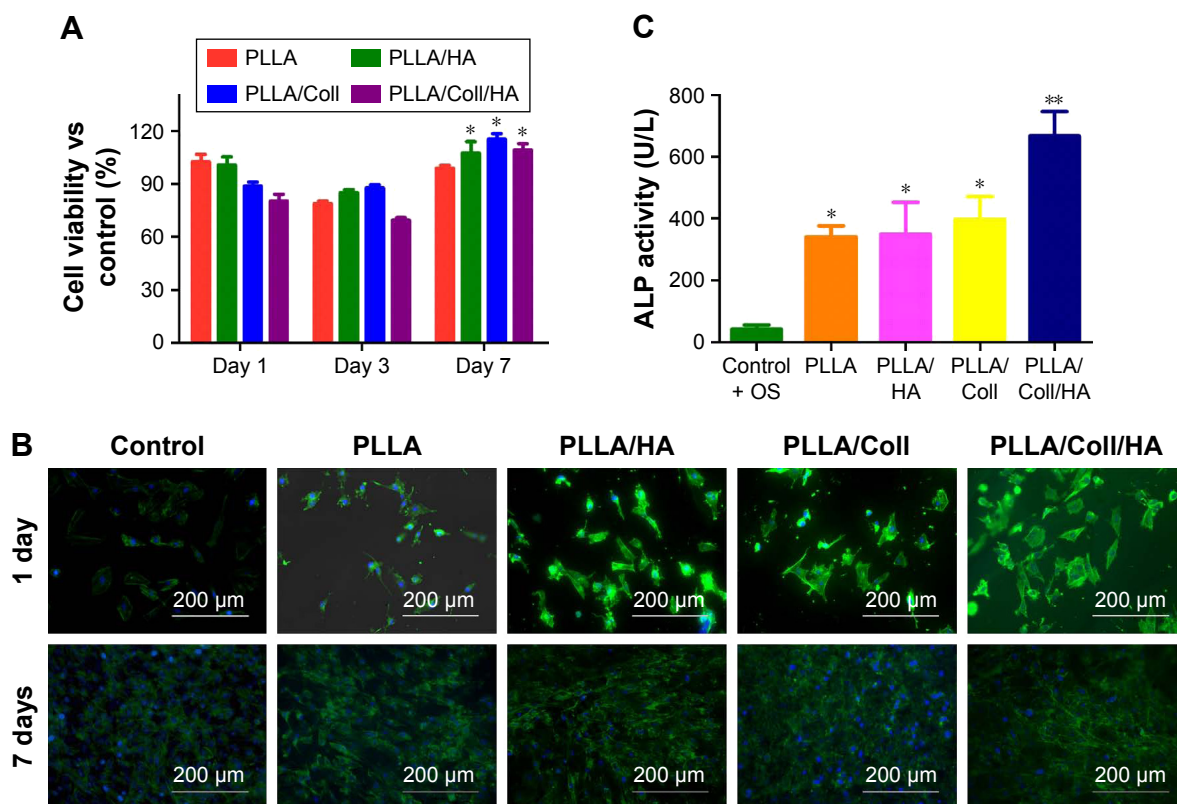 A
PLLA
PLLA/HA
PLLA/Coll
PLLA/Coll/HA
Cell viability vs
control (%)
120
90
60
30
0
* * *
Day 1 Day 3 Day 7
C
ALP activity (U/L)
800
600
400
200
0
* * * **
Control
+ OS
PLLA
PLLA/
HA
PLLA/
Coll
PLLA/
Coll/HA
B
Control PLLA PLLA/HA PLLA/Coll PLLA/Coll/HA
1 day
200 µm 200 µm 200 µm 200 µm 200 µm
7 days
200 µm 200 µm 200 µm 200 µm 200 µm